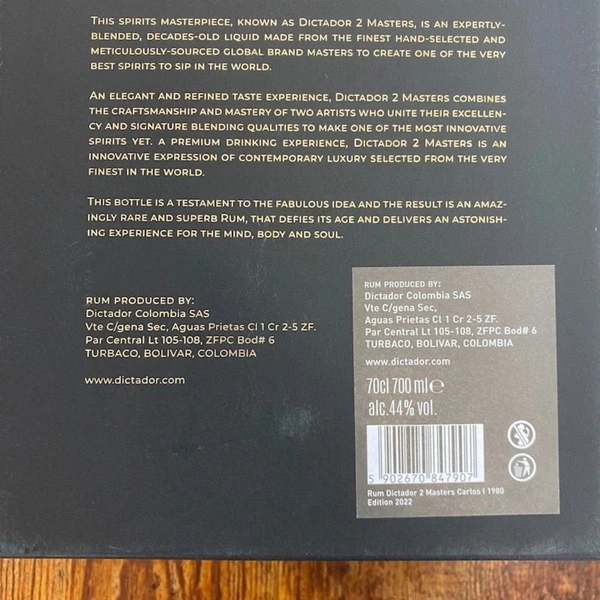 This spirits masterpiece, known as Dictador 2 Masters, is an expertly-
blended, decades-old liquid made from the finest hand-selected and
meticulously-sourced global brand masters to create one of the very
best spirits to sip in the world.
An elegant and refined taste experience, Dictador 2 Masters combines
the craftsmanship and mastery of two artists who unite their excellen-
cy and signature blending qualities to make one of the most innovative
spirits yet. A premium drinking experience, Dictador 2 Masters is an
innovative expression of contemporary luxury selected from the very
finest in the world.
This bottle is a testament to the fabulous idea and the result is an amaz-
ingly rare and superb Rum, that defies its age and delivers an astonish-
ing experience for the mind, body and soul.
RUM PRODUCED BY:
Dictador Colombia SAS
Vte C/gena Sec, Aguas Prietas Cl 1 Cr 2-5 ZF.
Par Central Lt 105-108, ZFPC Bod# 6
TURBACO, BOLIVAR, COLOMBIA
www.dictador.com
RUM PRODUCED BY:
Dictador Colombia SAS
Vte C/gena Sec,
Aguas Prietas Cl 1 Cr 2-5 ZF.
Par Central Lt 105-108, ZFPC Bod# 6
TURBACO, BOLIVAR, COLOMBIA
www.dictador.com
70cl 700 ml ℮
alc.44% vol.
5 902670 847907
Rum Dictador 2 Masters Carlos I 1980
Edition 2022